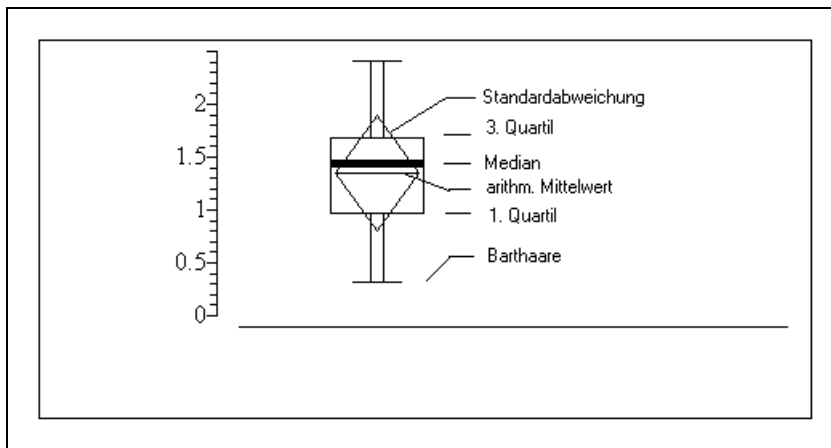 2
1.5
1
0.5
0
Standardabweichung
3. Quartil
Median
arithm. Mittelwert
1. Quartil
Barthaare